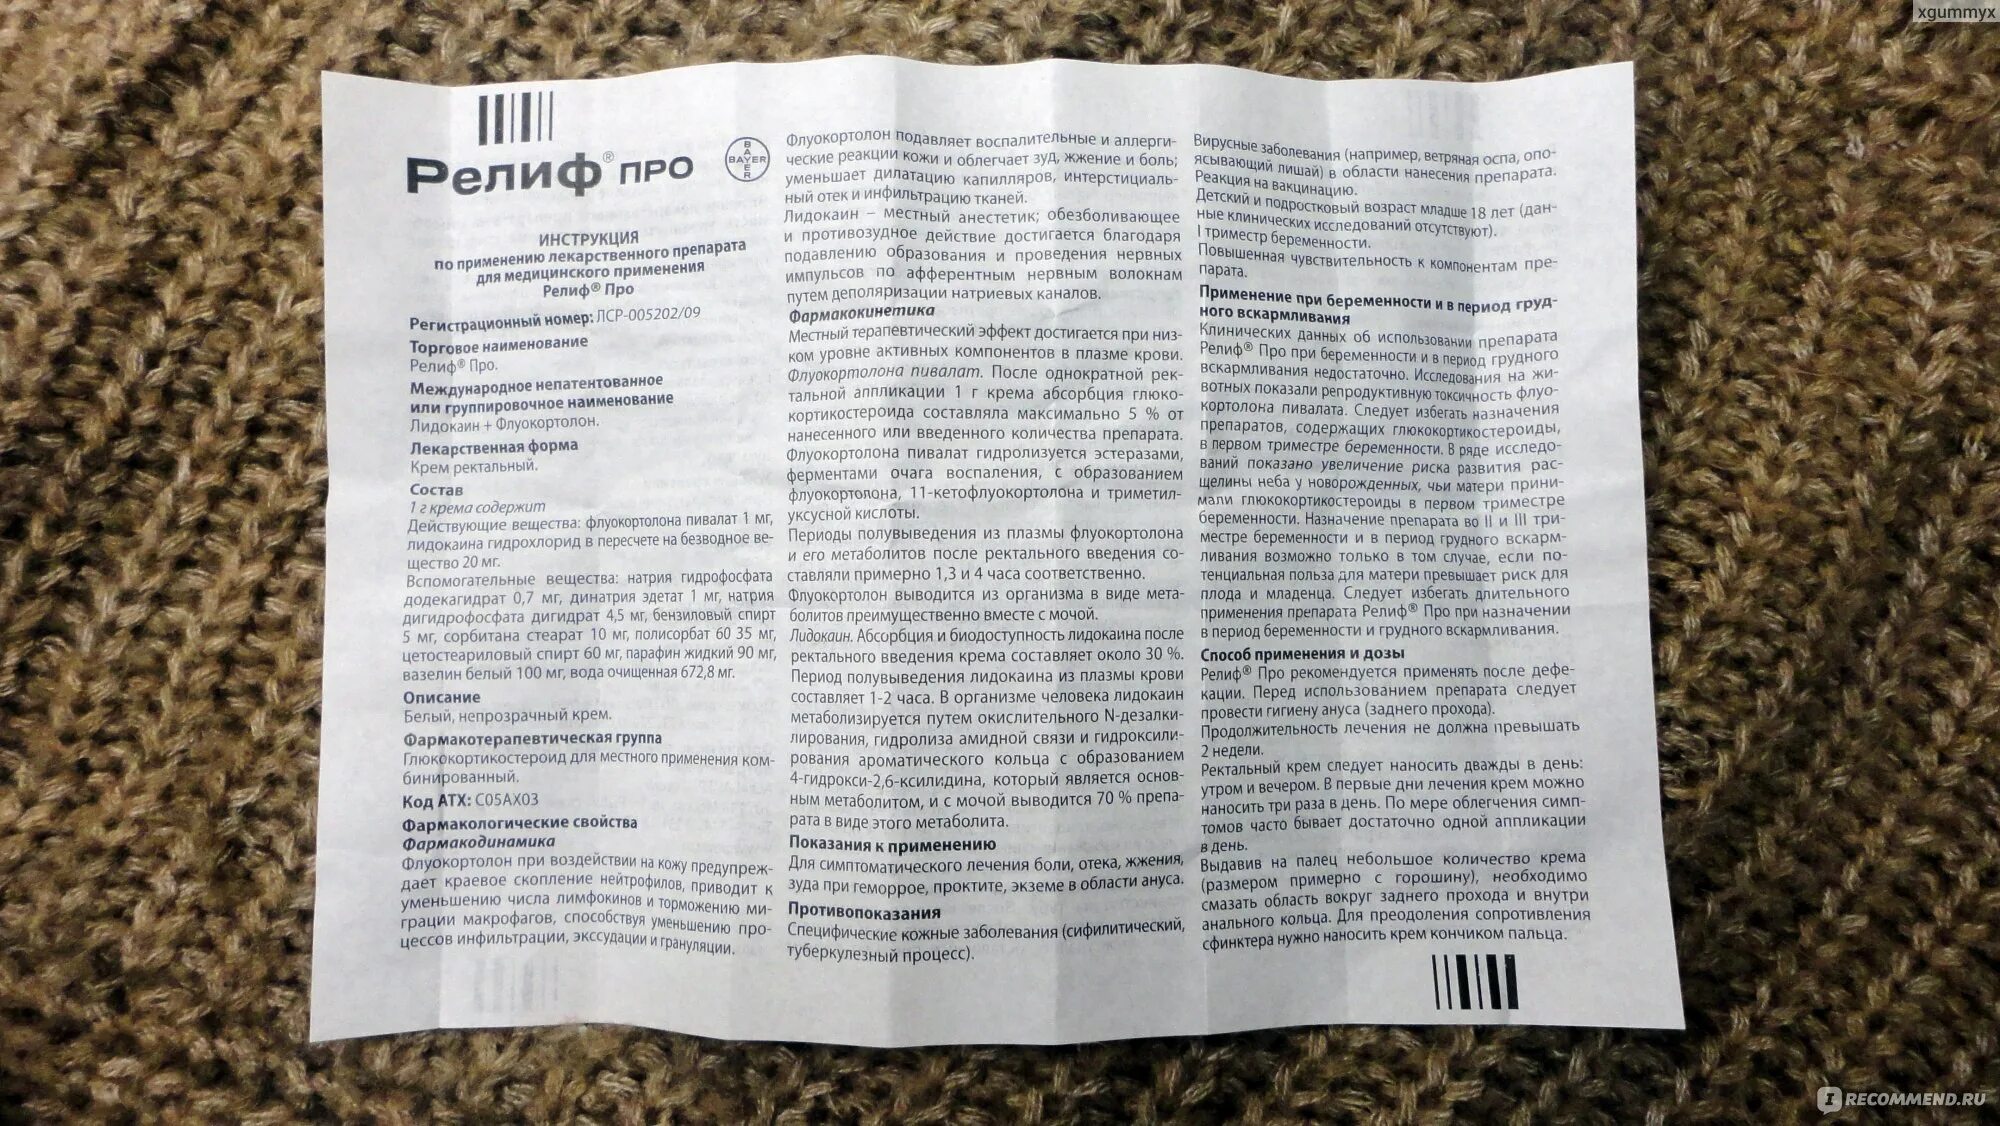 xgummyx
Релиф® ПРО
BAYER
BAYER
ИНСТРУКЦИЯ
по применению лекарственного препарата
для медицинского применения
Релиф® Про
Регистрационный номер: ЛСР-005202/09
Торговое наименование
Релиф® Про.
Международное непатентованное
или группировочное наименование
Лидокаин + Флуокортолон.
Лекарственная форма
Крем ректальный.
Состав
1 г крема содержит
Действующие вещества: флуокортолона пивалат 1 мг,
лидокаина гидрохлорид в пересчете на безводное ве-
щество 20 мг.
Вспомогательные вещества: натрия гидрофосфата
додекагидрат 0,7 мг, динатрия эдетат 1 мг, натрия
дигидрофосфата дигидрат 4,5 мг, бензиловый спирт
5 мг, сорбитана стеарат 10 мг, полисорбат 60 35 мг,
цетостеариловый спирт 60 мг, парафин жидкий 90 мг,
вазелин белый 100 мг, вода очищенная 672,8 мг.
Описание
Белый, непрозрачный крем.
Фармакотерапевтическая группа
Глюкокортикостероид для местного применения ком-
бинированный.
Код АТХ: C05AX03
Фармакологические свойства
Фармакодинамика
Флуокортолон при воздействии на кожу предупреж-
дает краевое скопление нейтрофилов, приводит к
уменьшению числа лимфокинов и торможению ми-
грации макрофагов, способствуя уменьшению про-
цессов инфильтрации, экссудации и грануляции.
Флуокортолон подавляет воспалительные и аллерги-
ческие реакции кожи и облегчает зуд, жжение и боль;
уменьшает дилатацию капилляров, интерстициаль-
ный отек и инфильтрацию тканей.
Лидокаин – местный анестетик; обезболивающее
и противозудное действие достигается благодаря
подавлению образования и проведения нервных
импульсов по афферентным нервным волокнам
путем деполяризации натриевых каналов.
Фармакокинетика
Местный терапевтический эффект достигается при низ-
ком уровне активных компонентов в плазме крови.
Флуокортолона пивалат. После однократной рек-
тальной аппликации 1 г крема абсорбция глюко-
кортикостероида составляла максимально 5 % от
нанесенного или введенного количества препарата.
Флуокортолона пивалат гидролизуется эстеразами,
ферментами очага воспаления, с образованием
флуокортолона, 11-кетофлуокортолона и триметил-
уксусной кислоты.
Периоды полувыведения из плазмы флуокортолона
и его метаболитов после ректального введения со-
ставляли примерно 1,3 и 4 часа соответственно.
Флуокортолон выводится из организма в виде мета-
болитов преимущественно вместе с мочой.
Лидокаин. Абсорбция и биодоступность лидокаина после
ректального введения крема составляет около 30 %.
Период полувыведения лидокаина из плазмы крови
составляет 1-2 часа. В организме человека лидокаин
метаболизируется путем окислительного N-дезалки-
лирования, гидролиза амидной связи и гидроксили-
рования ароматического кольца с образованием
4-гидрокси-2,6-ксилидина, который является основ-
ным метаболитом, и с мочой выводится 70 % препа-
рата в виде этого метаболита.
Показания к применению
Для симптоматического лечения боли, отека, жжения,
зуда при геморрое, проктите, экземе в области ануса.
Противопоказания
Специфические кожные заболевания (сифилитический,
туберкулезный процесс).
Вирусные заболевания (например, ветряная оспа, опо-
ясывающий лишай) в области нанесения препарата.
Реакция на вакцинацию.
Детский и подростковый возраст младше 18 лет (дан-
ные клинических исследований отсутствуют).
I триместр беременности.
Повышенная чувствительность к компонентам пре-
парата.
Применение при беременности и в период груд-
ного вскармливания
Клинических данных об использовании препарата
Релиф® Про при беременности и в период грудного
вскармливания недостаточно. Исследования на жи-
вотных показали репродуктивную токсичность флуо-
кортолона пивалата. Следует избегать назначения
препаратов, содержащих глюкокортикостероиды,
в первом триместре беременности. В ряде исследо-
ваний показано увеличение риска развития рас-
щелины неба у новорожденных, чьи матери прини-
мали глюкокортикостероиды в первом триместре
беременности. Назначение препарата во II и III три-
местре беременности и в период грудного вскарм-
ливания возможно только в том случае, если по-
тенциальная польза для матери превышает риск для
плода и младенца. Следует избегать длительного
применения препарата Релиф® Про при назначении
в период беременности и грудного вскармливания.
Способ применения и дозы
Релиф® Про рекомендуется применять после дефе-
кации. Перед использованием препарата следует
провести гигиену ануса (заднего прохода).
Продолжительность лечения не должна превышать
2 недели.
Ректальный крем следует наносить дважды в день:
утром и вечером. В первые дни лечения крем можно
наносить три раза в день. По мере облегчения симп-
томов часто бывает достаточно одной аппликации
в день.
Выдавив на палец небольшое количество крема
(размером примерно с горошину), необходимо
смазать область вокруг заднего прохода и внутри
анального кольца. Для преодоления сопротивления
сфинктера нужно наносить крем кончиком пальца.
I RECOMMEND.RU